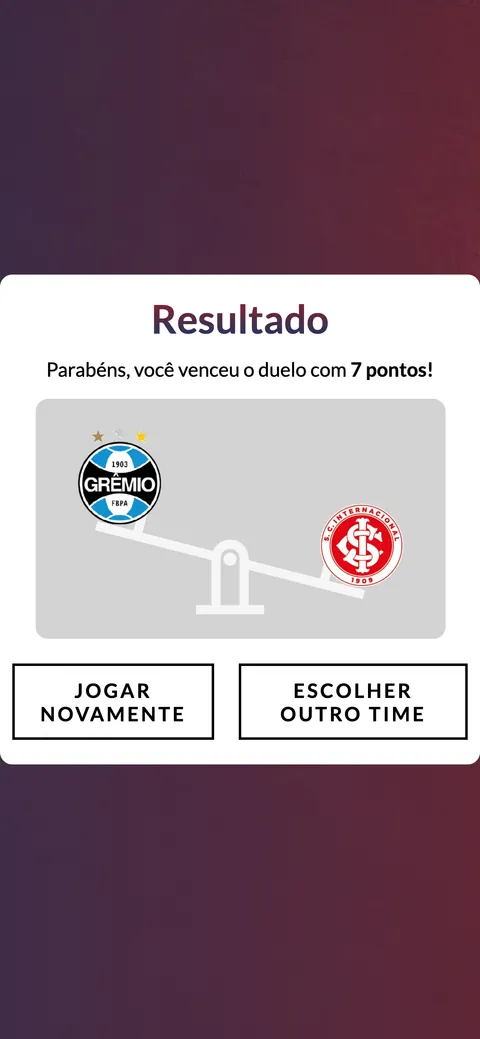 Resultado
Parabéns, você venceu o duelo com 7 pontos!
1903
GRÊMIO
FBPA
S.C. INTERNACIONAL
1909
JOGAR
NOVAMENTE
ESCOLHER
OUTRO TIME